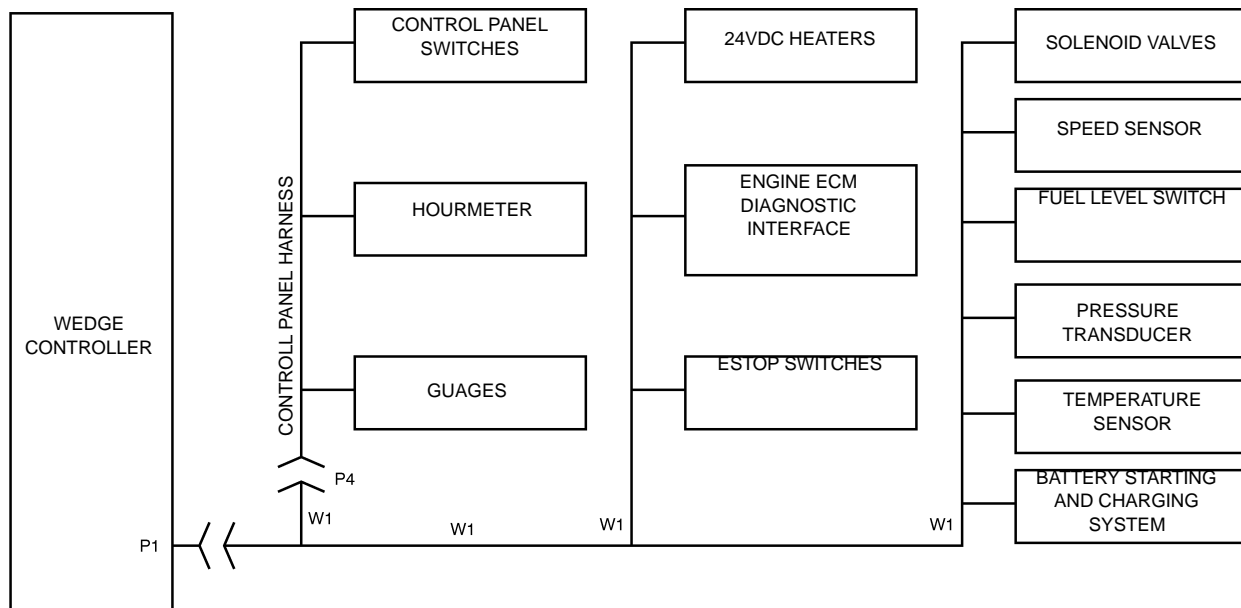 WEDGE
CONTROLLER
P1
CONTROLL PANEL HARNESS
P4
W1
CONTROL PANEL
SWITCHES
HOURMETER
GUAGES
W1
24VDC HEATERS
ENGINE ECM
DIAGNOSTIC
INTERFACE
ESTOP SWITCHES
W1
SOLENOID VALVES
SPEED SENSOR
FUEL LEVEL SWITCH
PRESSURE
TRANSDUCER
TEMPERATURE
SENSOR
BATTERY STARTING
AND CHARGING
SYSTEM
W1